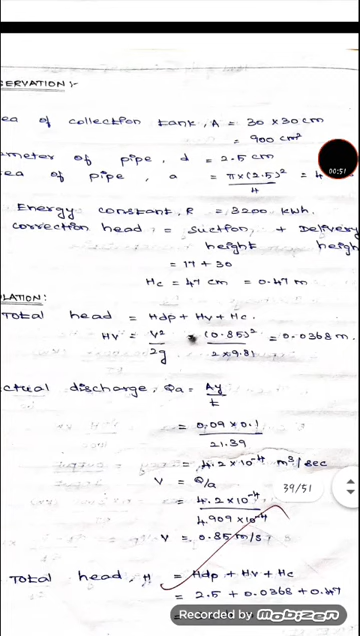 SERVATION:-
ea of collection tank, A = 30 × 30 cm
= 900 cm²
ameter of pipe, d = 2.5 cm
ea of pipe, a = π×(2.5)²/4 = 4
00:51
Energy constant, R = 3200 kWh.
correction head = suction height + Delivery heigh
= 17 + 30
Hc = 47 cm = 0.47 m
LATION:
Total head = Hdp + Hv + Hc.
Hv = V²/2g = (0.85)²/2×9.81 = 0.0368 m.
ctual discharge, Qa = Ay/t
= 0.09 × 0.1/21.39
= 4.2 × 10⁻⁴ m³/sec
V = Q/a
39/51
= 4.2 × 10⁻⁴/4.909 × 10⁻⁴
V = 0.85 m/s
Total head, H = Hdp + Hv + Hc
= 2.5 + 0.0368 + 0.47
Recorded by mobizen